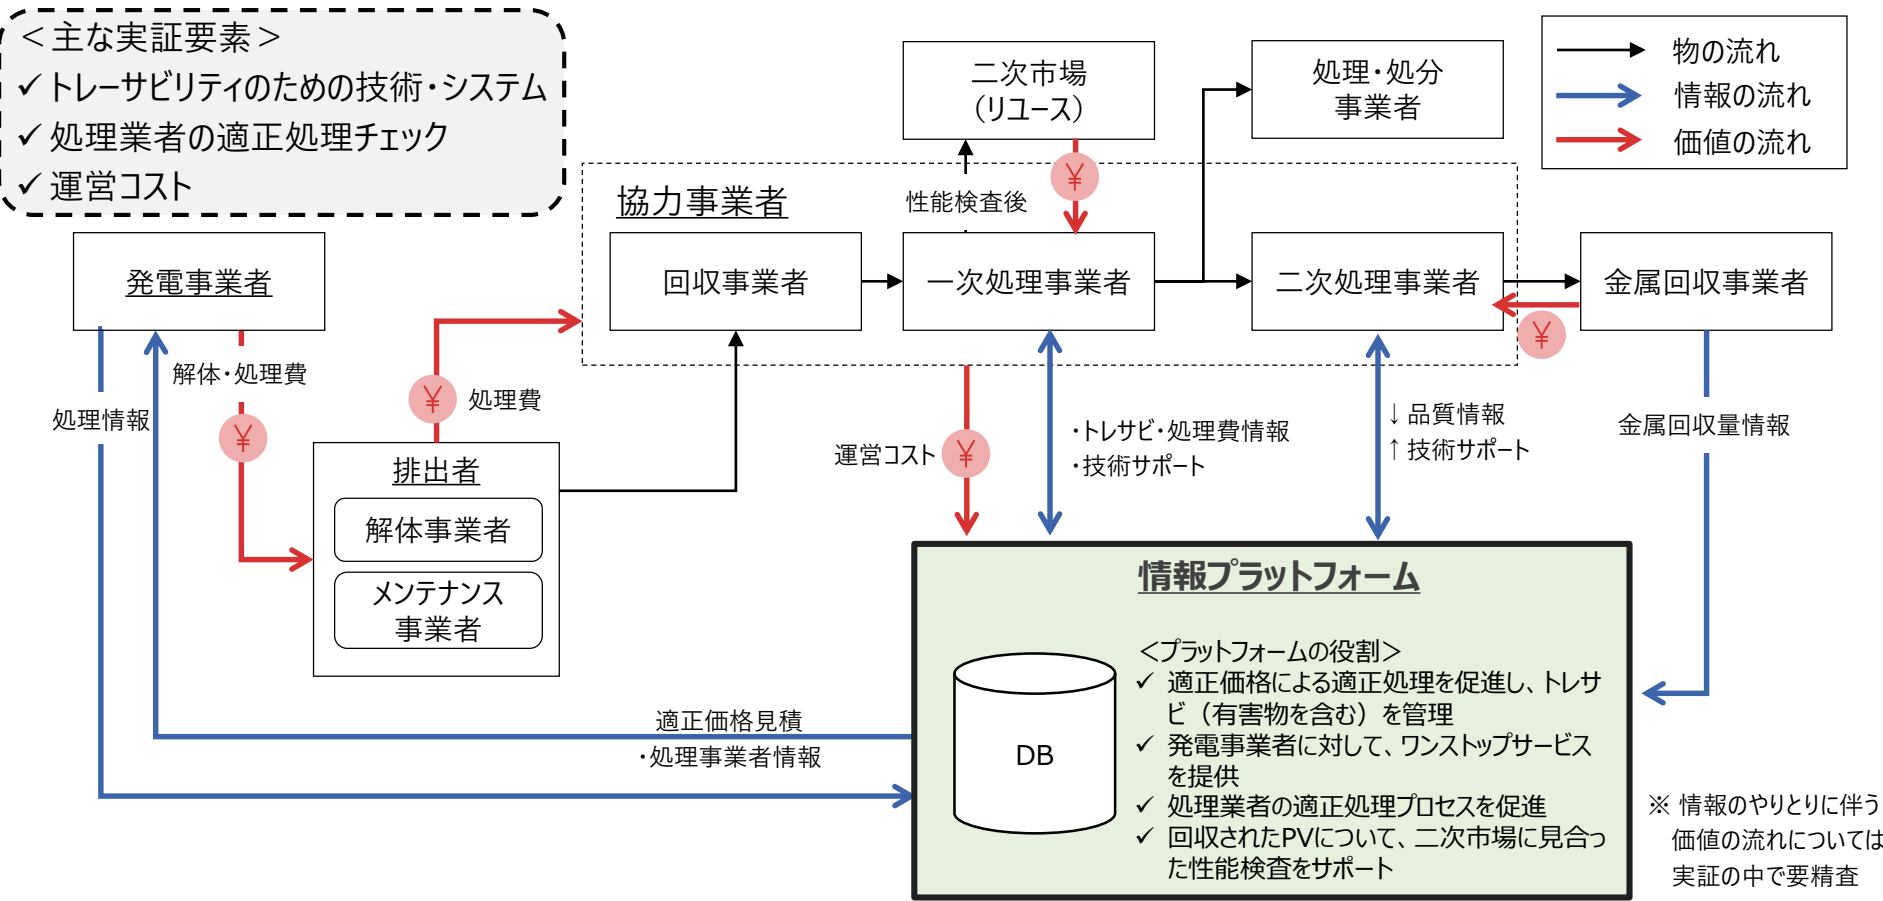 ＜主な実証要素＞
✓ トレーサビリティのための技術・システム
✓ 処理業者の適正処理チェック
✓ 運営コスト
二次市場
（リユース）
処理・処分
事業者
物の流れ
情報の流れ
価値の流れ
協力事業者
性能検査後
¥
発電事業者
回収事業者
一次処理事業者
二次処理事業者
金属回収事業者
¥
解体・処理費
処理情報
¥
¥
処理費
運営コスト
¥
・トレサビ・処理費情報
・技術サポート
↓ 品質情報
↑ 技術サポート
金属回収量情報
排出者
解体事業者
メンテナンス
事業者
適正価格見積
・処理事業者情報
情報プラットフォーム
DB
＜プラットフォームの役割＞
✓ 適正価格による適正処理を促進し、トレサ
ビ（有害物を含む）を管理
✓ 発電事業者に対して、ワンストップサービス
を提供
✓ 処理業者の適正処理プロセスを促進
✓ 回収されたPVについて、二次市場に見合っ
た性能検査をサポート
※ 情報のやりとりに伴う
価値の流れについては
実証の中で要精査